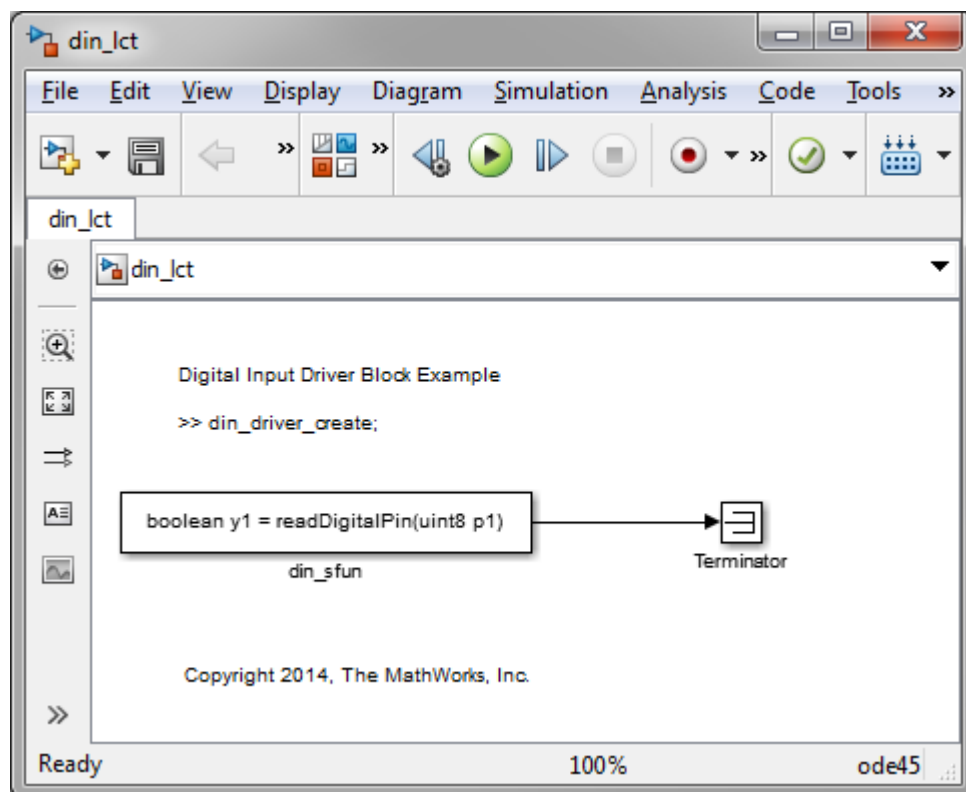 din_lct
File Edit View Display Diagram Simulation Analysis Code Tools »
din_lct
din_lct
Digital Input Driver Block Example
>> din_driver_create;
boolean y1 = readDigitalPin(uint8 p1)
din_sfun
Terminator
Copyright 2014, The MathWorks, Inc.
Ready 100% ode45